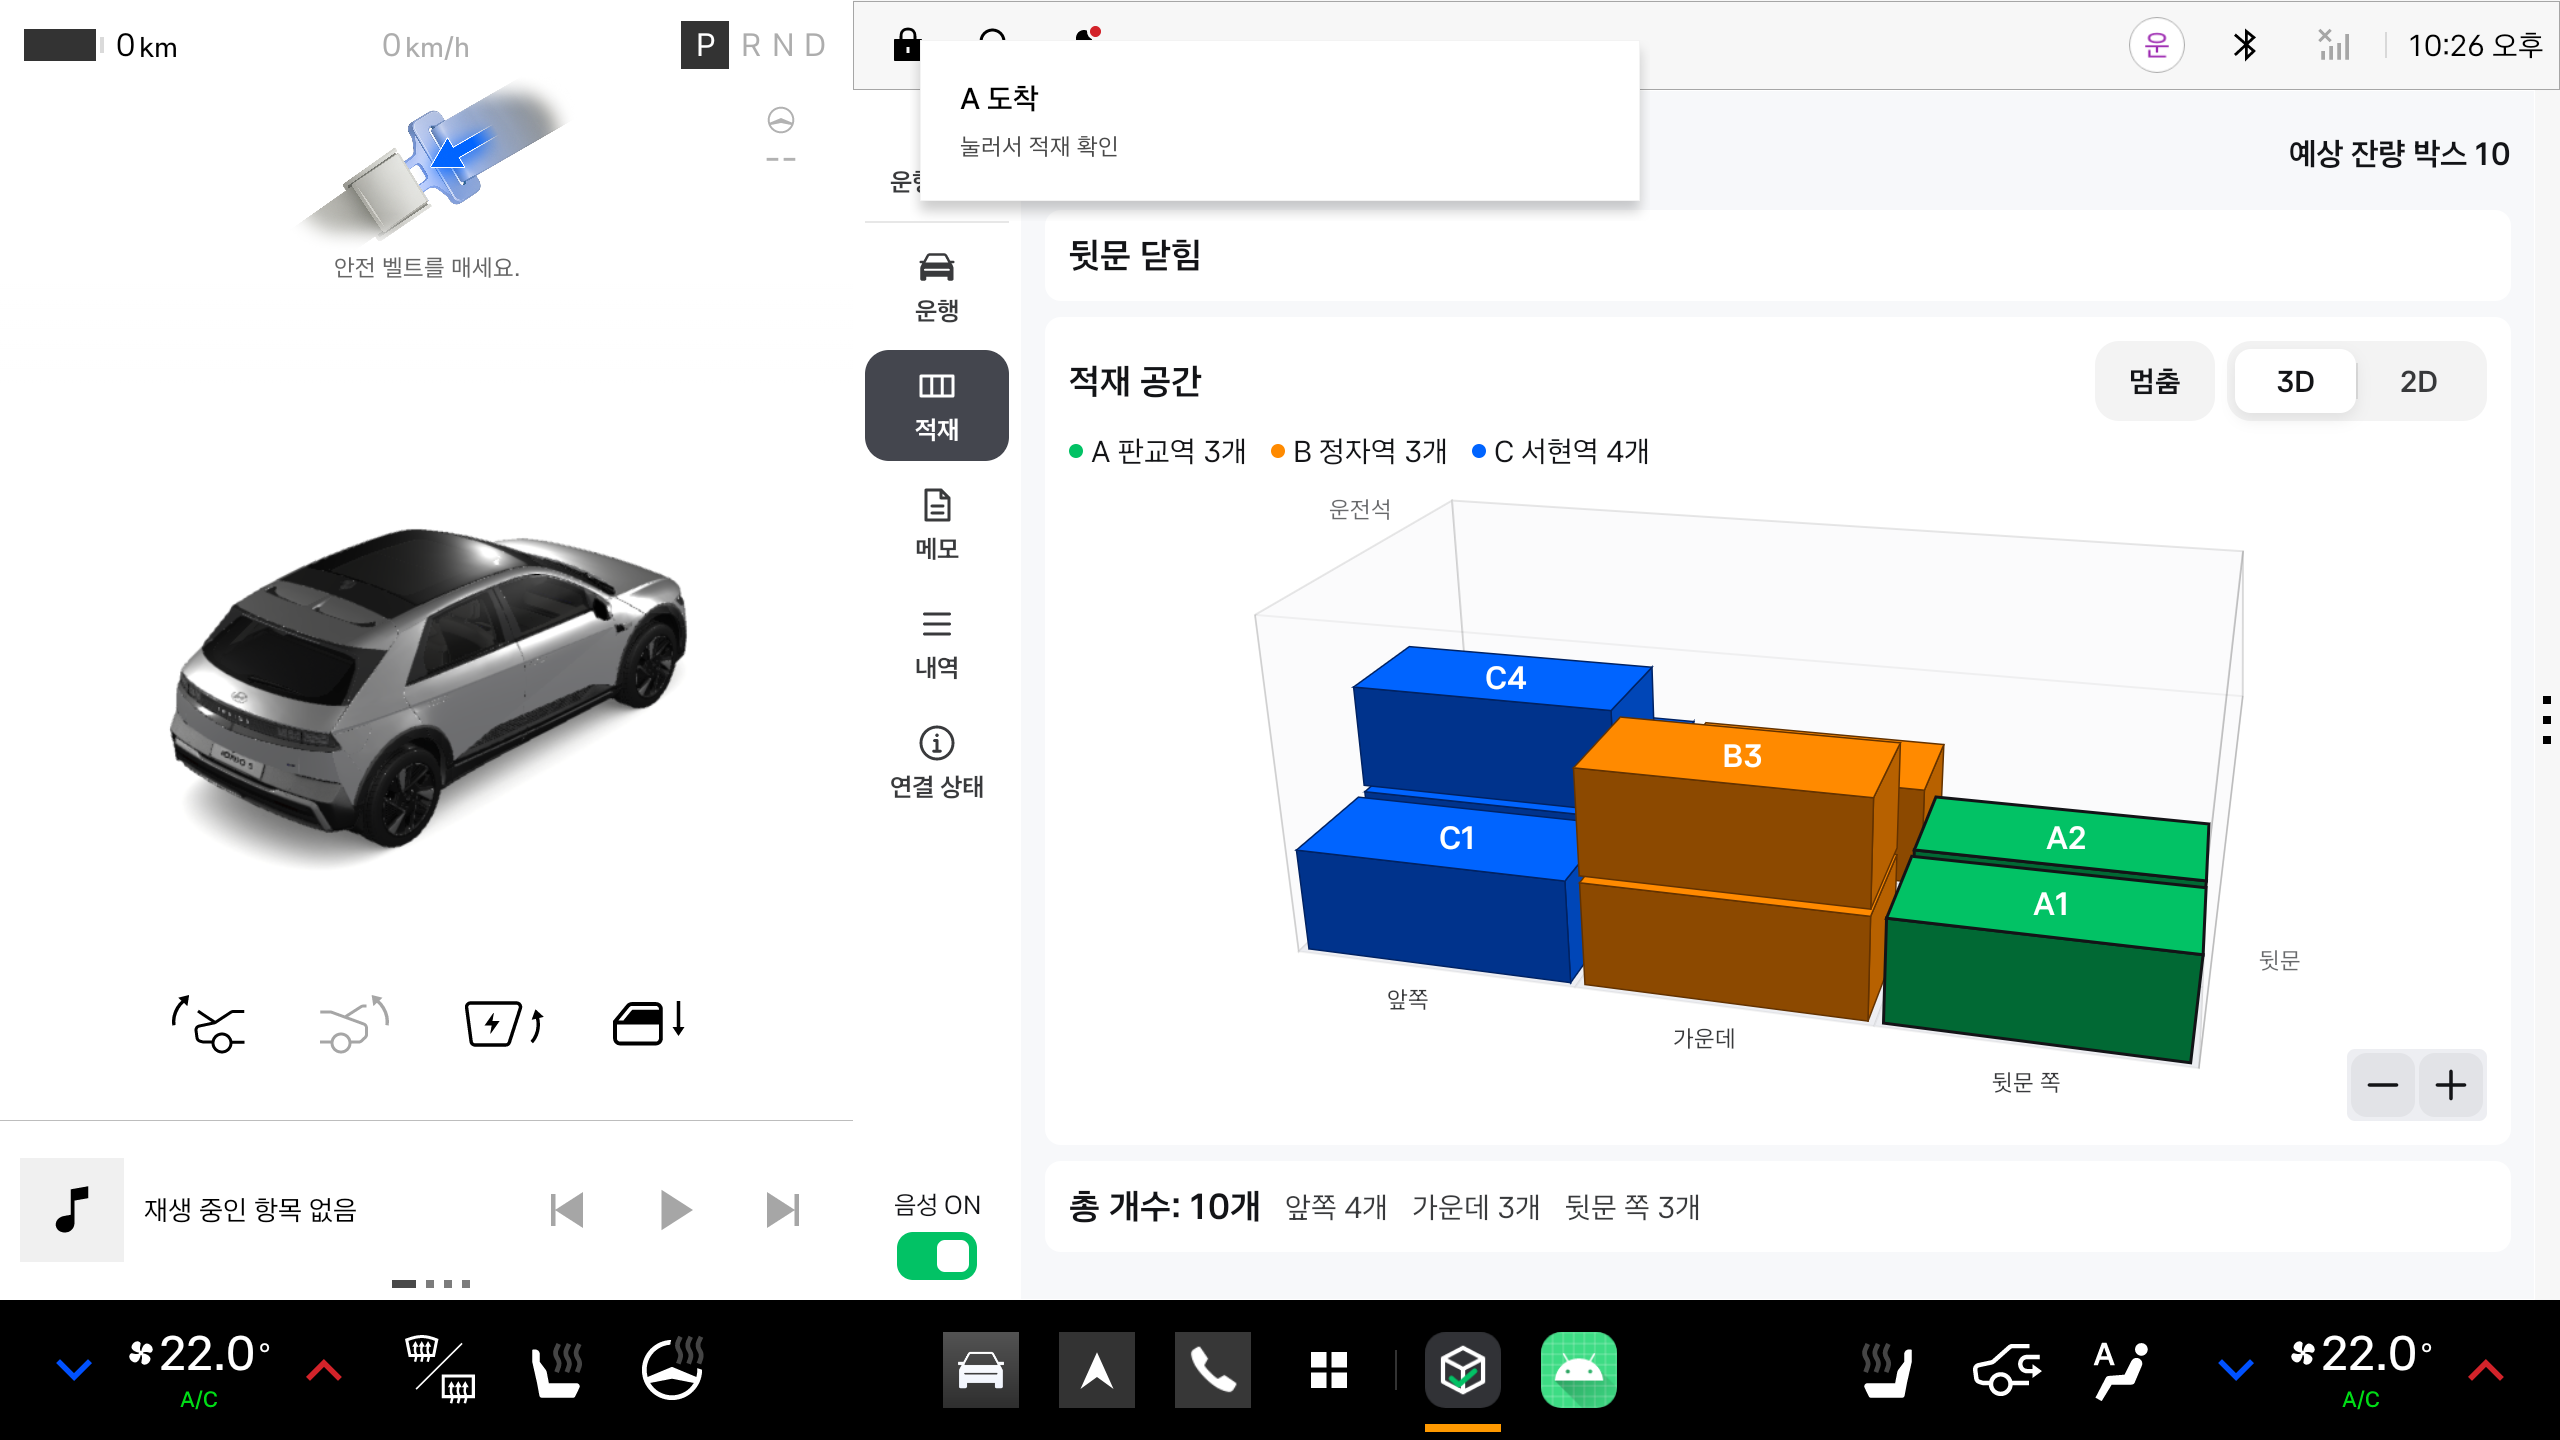 0 km
0 km/h
P R N D
안전 벨트를 매세요.
재생 중인 항목 없음
운
10:26 오후
A 도착
눌러서 적재 확인
예상 잔량 박스 10
운행
적재
메모
내역
연결 상태
음성 ON
뒷문 닫힘
적재 공간
멈춤
3D
2D
A 판교역 3개
B 정자역 3개
C 서현역 4개
운전석
C4
B3
C1
A2
A1
뒷문
앞쪽
가운데
뒷문 쪽
총 개수: 10개 앞쪽 4개 가운데 3개 뒷문 쪽 3개
22.0°
A/C
A
22.0°
A/C